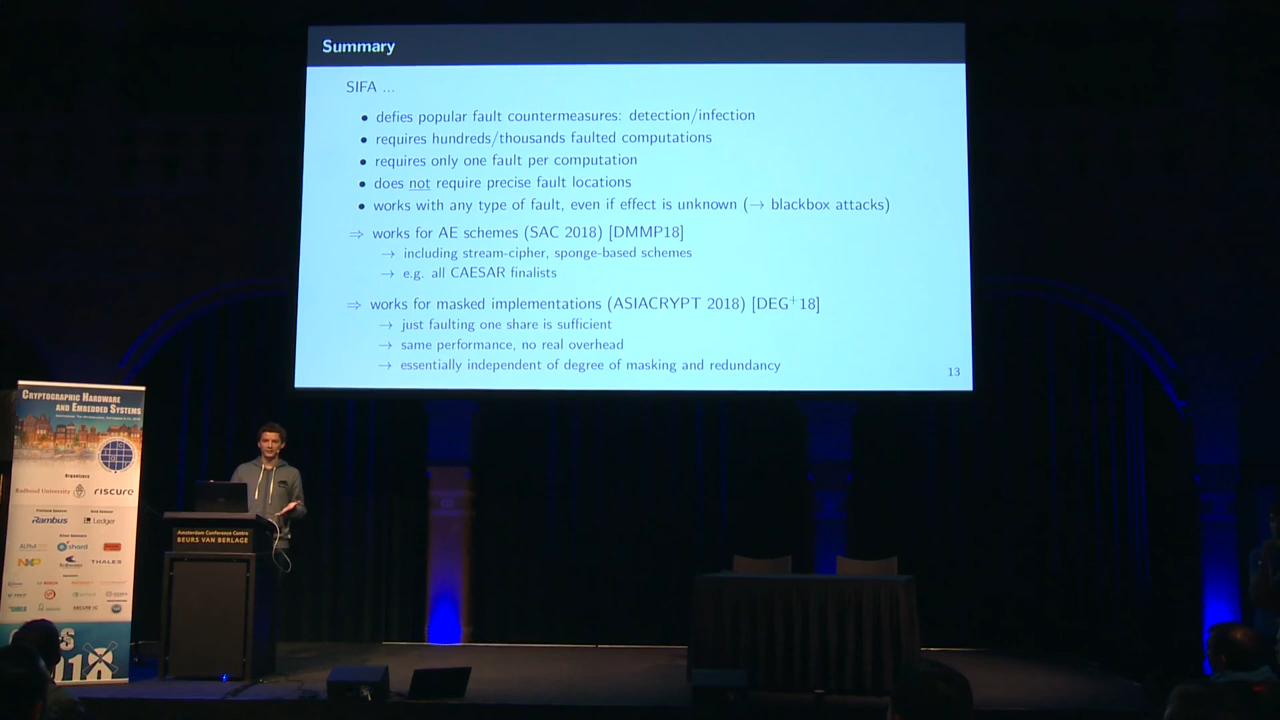 Summary
SIFA ...
• defies popular fault countermeasures: detection/infection
• requires hundreds/thousands faulted computations
• requires only one fault per computation
• does not require precise fault locations
• works with any type of fault, even if effect is unknown (→ blackbox attacks)
⇒ works for AE schemes (SAC 2018) [DMMP18]
→ including stream-cipher, sponge-based schemes
→ e.g. all CAESAR finalists
⇒ works for masked implementations (ASIACRYPT 2018) [DEG+18]
→ just faulting one share is sufficient
→ same performance, no real overhead
→ essentially independent of degree of masking and redundancy
13
CRYPTOGRAPHIC HARDWARE
AND EMBEDDED SYSTEMS
Radboud University
riscure
Rambus
Ledger
shard
NXP
THALES
Amsterdam Conference Centre
BEURS VAN BERLAGE